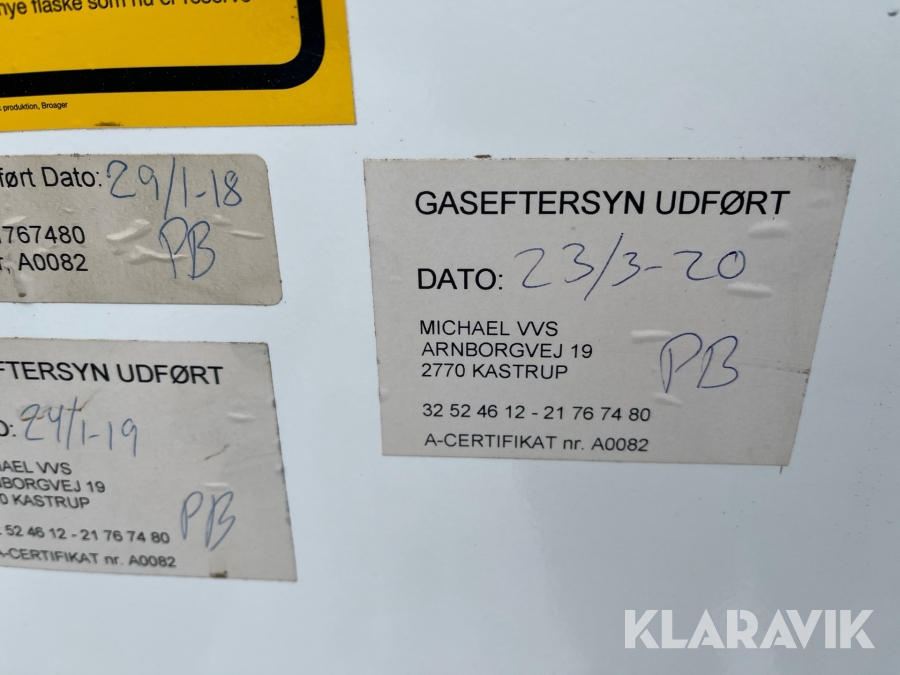 nye flaske som nu er reserve
produktion, Broager
ført Dato: 29/1-18
1767480
r, A0082
PB
FTERSYN UDFØRT
O: 24/1-19
AEL VVS
BORGVEJ 19
0 KASTRUP
PB
52 46 12 - 21 76 74 80
A-CERTIFIKAT nr. A0082
GASEFTERSYN UDFØRT
DATO: 23/3-20
MICHAEL VVS
ARNBORGVEJ 19
2770 KASTRUP
PB
32 52 46 12 - 21 76 74 80
A-CERTIFIKAT nr. A0082
KLARAVIK